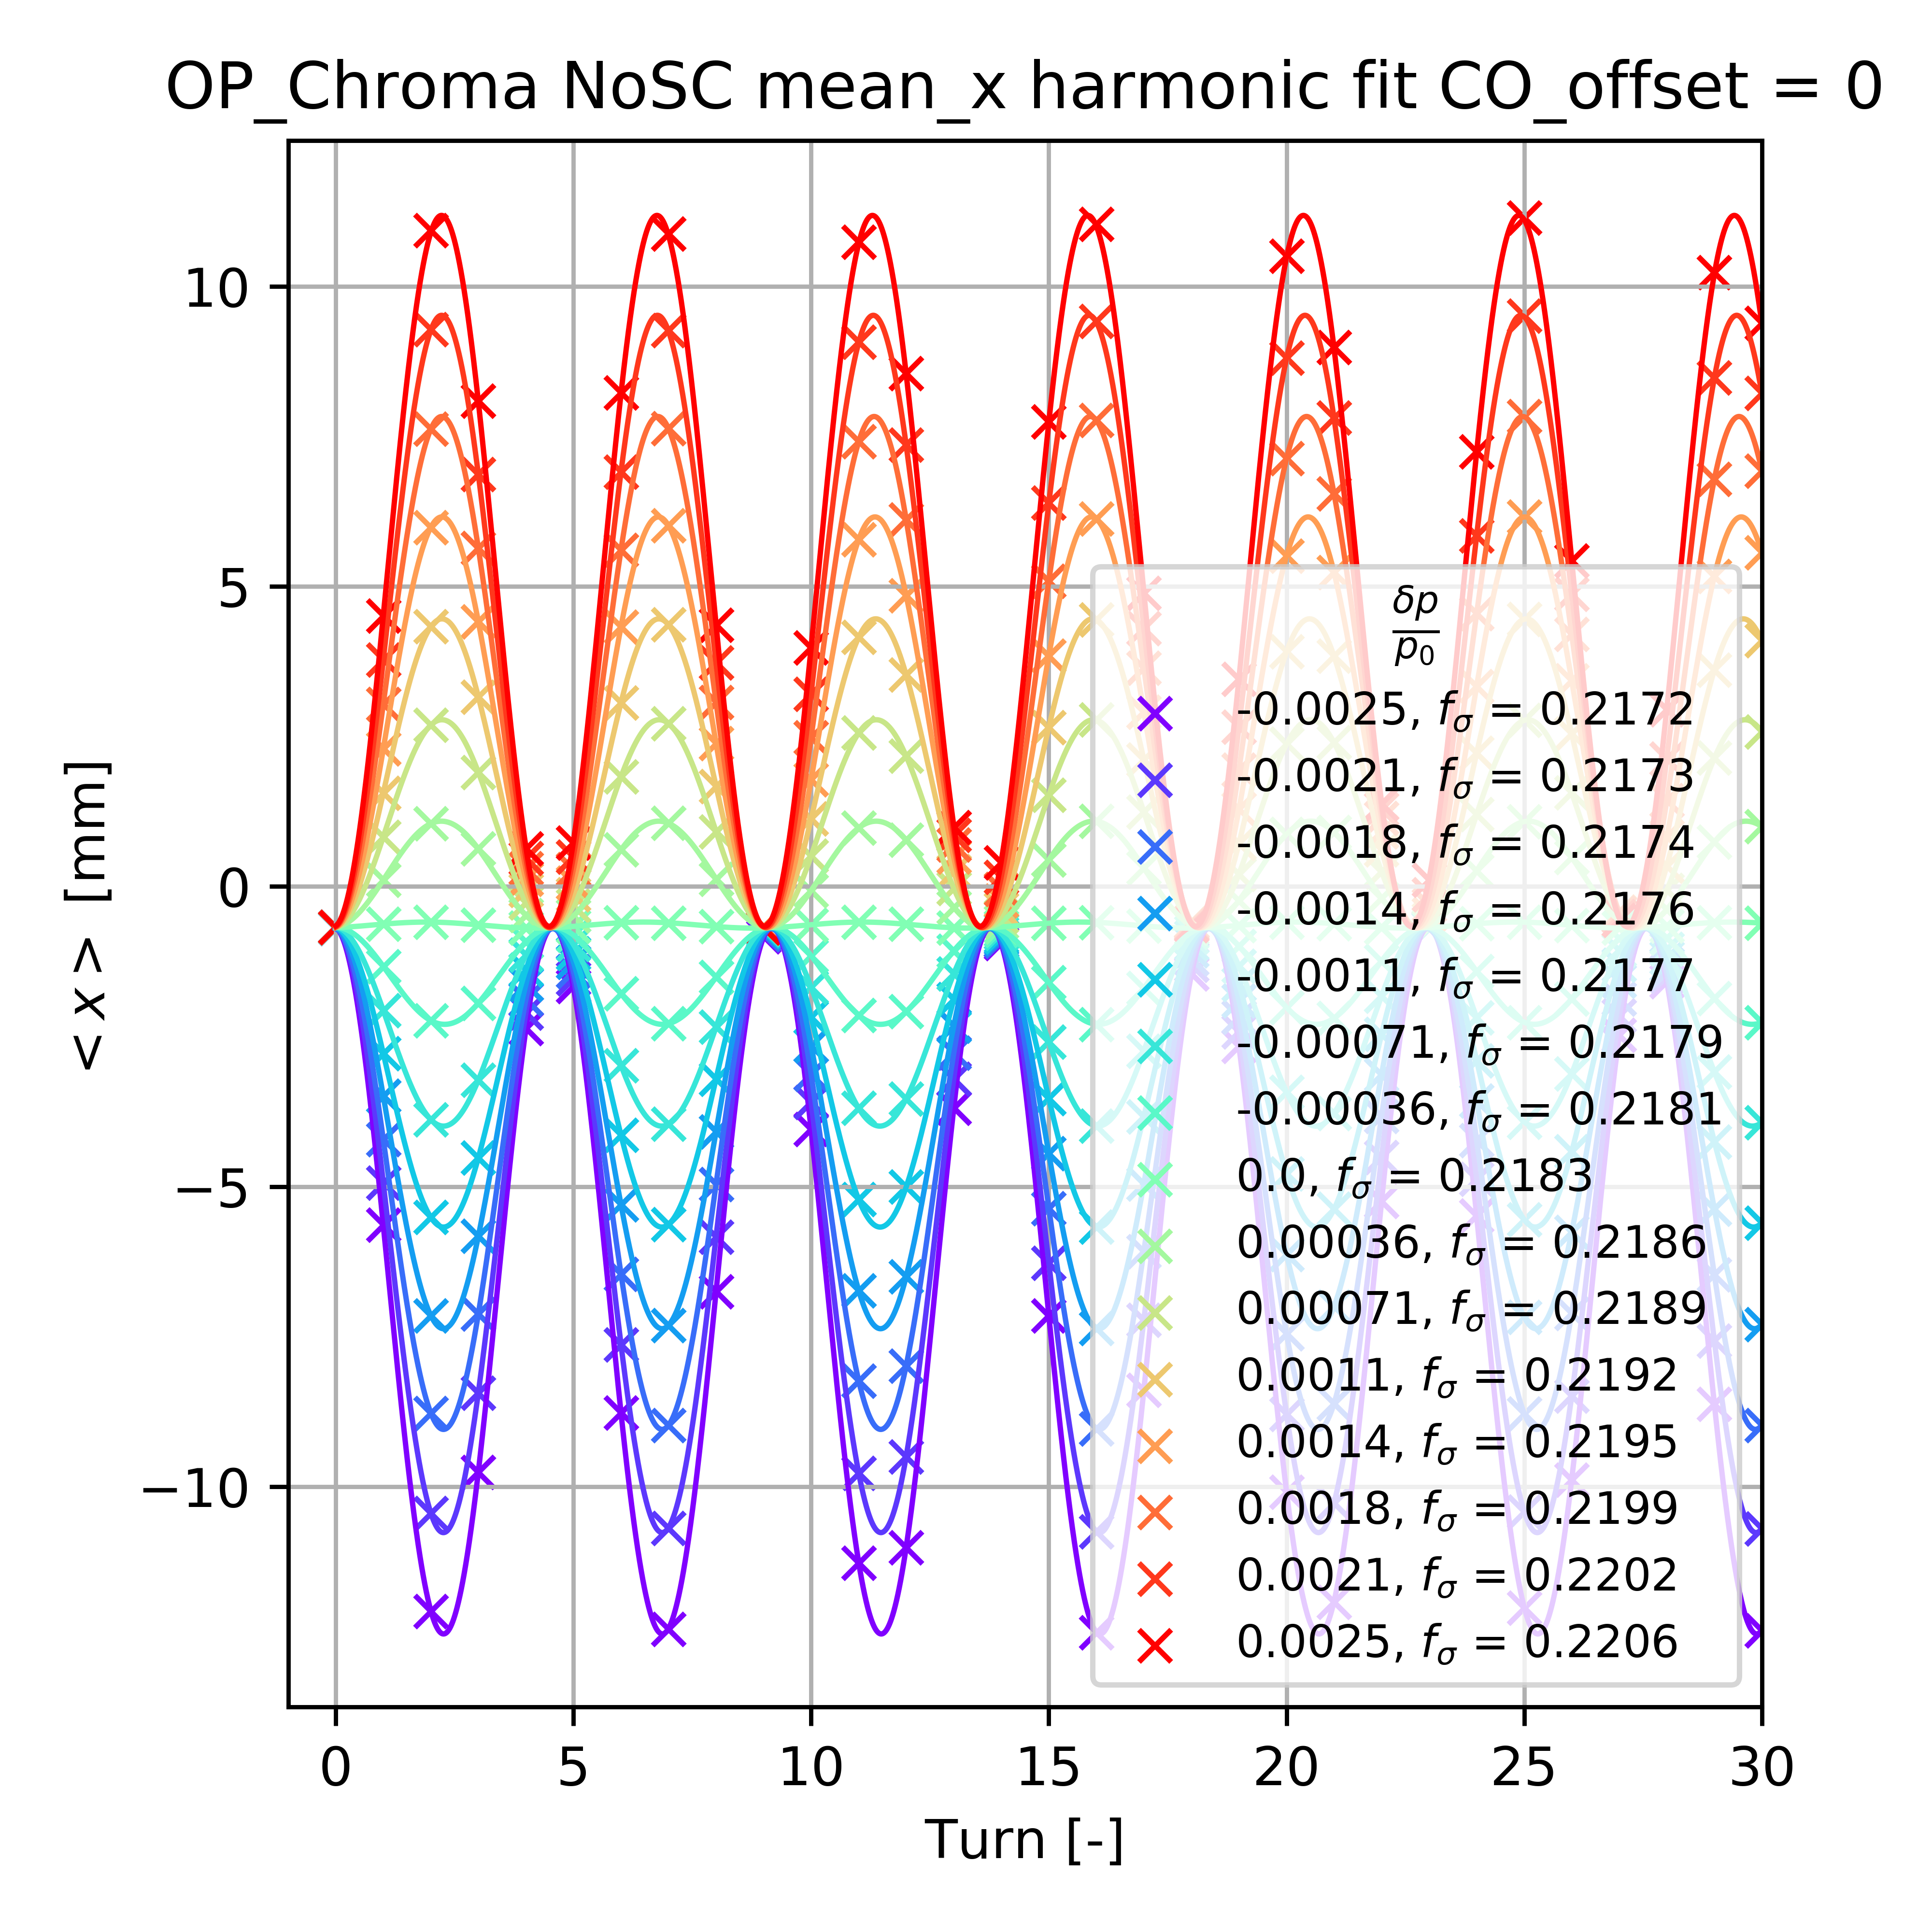 OP_Chroma NoSC mean_x harmonic fit CO_offset = 0
< x > [mm]
10
5
0
−5
−10
δp
p0
-0.0025, fσ = 0.2172
-0.0021, fσ = 0.2173
-0.0018, fσ = 0.2174
-0.0014, fσ = 0.2176
-0.0011, fσ = 0.2177
-0.00071, fσ = 0.2179
-0.00036, fσ = 0.2181
0.0, fσ = 0.2183
0.00036, fσ = 0.2186
0.00071, fσ = 0.2189
0.0011, fσ = 0.2192
0.0014, fσ = 0.2195
0.0018, fσ = 0.2199
0.0021, fσ = 0.2202
0.0025, fσ = 0.2206
0 5 10 15 20 25 30
Turn [-]